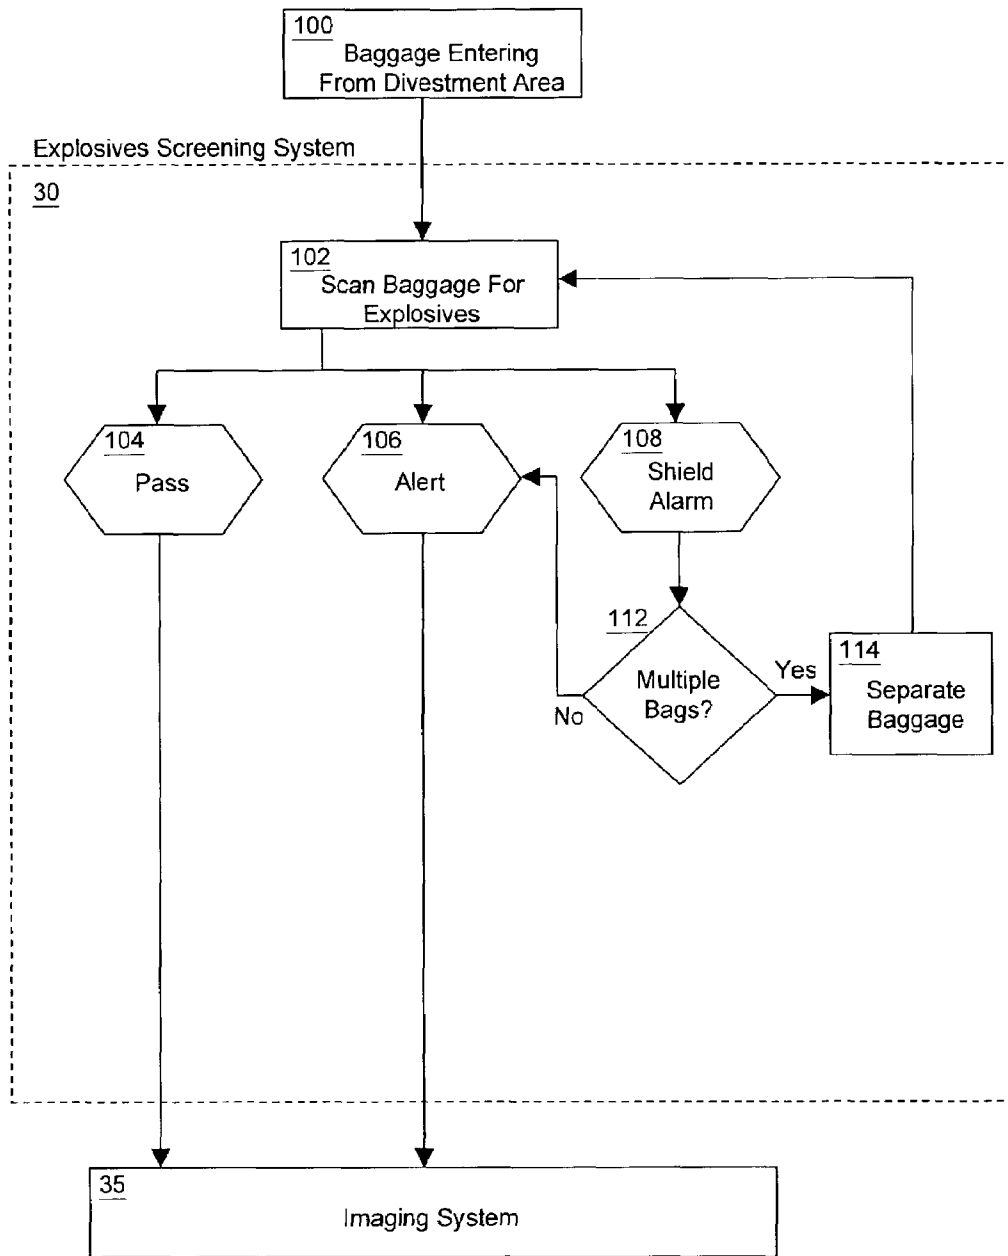 100
Baggage Entering
From Divestment Area
Explosives Screening System
30
102
Scan Baggage For
Explosives
104
Pass
106
Alert
108
Shield
Alarm
112
Multiple
Bags?
Yes
No
114
Separate
Baggage
35
Imaging System